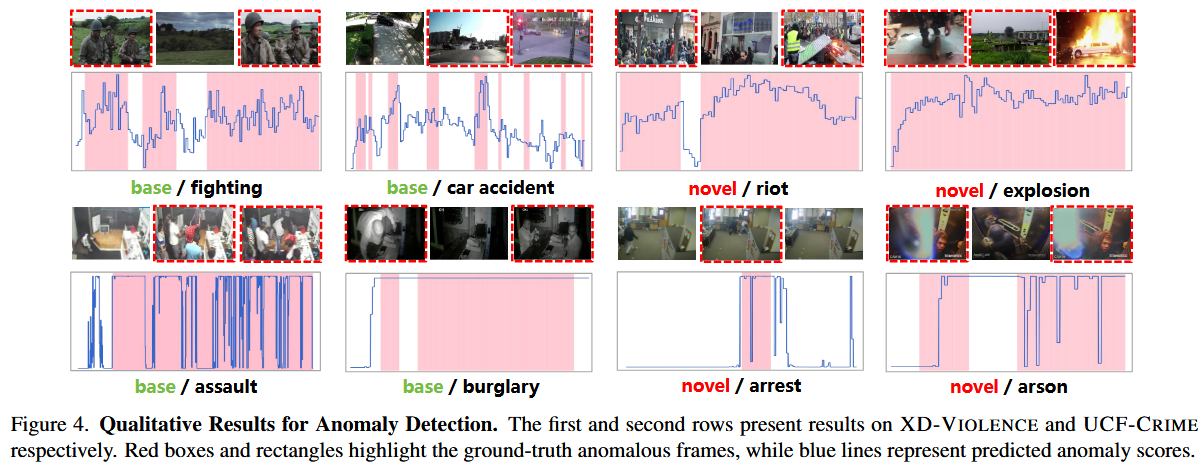 base / fighting
base / car accident
novel / riot
novel / explosion
base / assault
base / burglary
novel / arrest
novel / arson
Figure 4. Qualitative Results for Anomaly Detection. The first and second rows present results on XD-VIOLENCE and UCF-CRIME
respectively. Red boxes and rectangles highlight the ground-truth anomalous frames, while blue lines represent predicted anomaly scores.